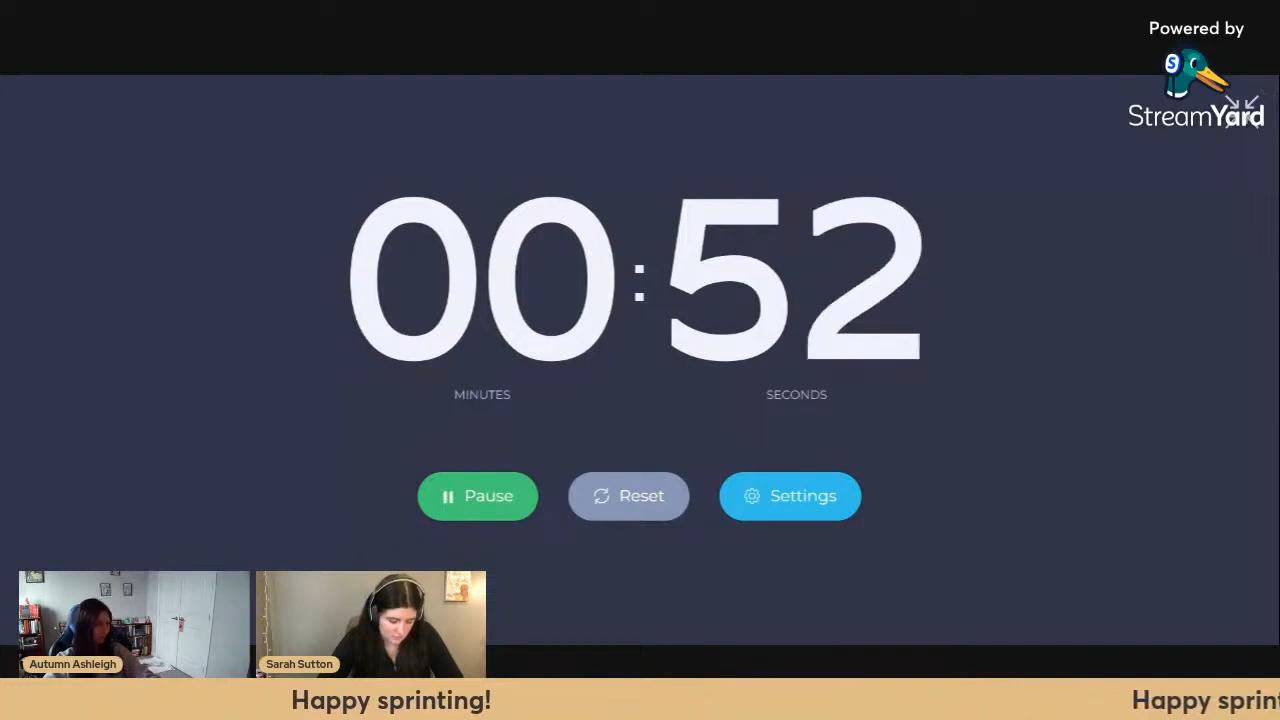 Powered by
StreamYard
00:52
MINUTES
SECONDS
Pause
Reset
Settings
Autumn Ashleigh
Sarah Sutton
Happy sprinting!
Happy sprint